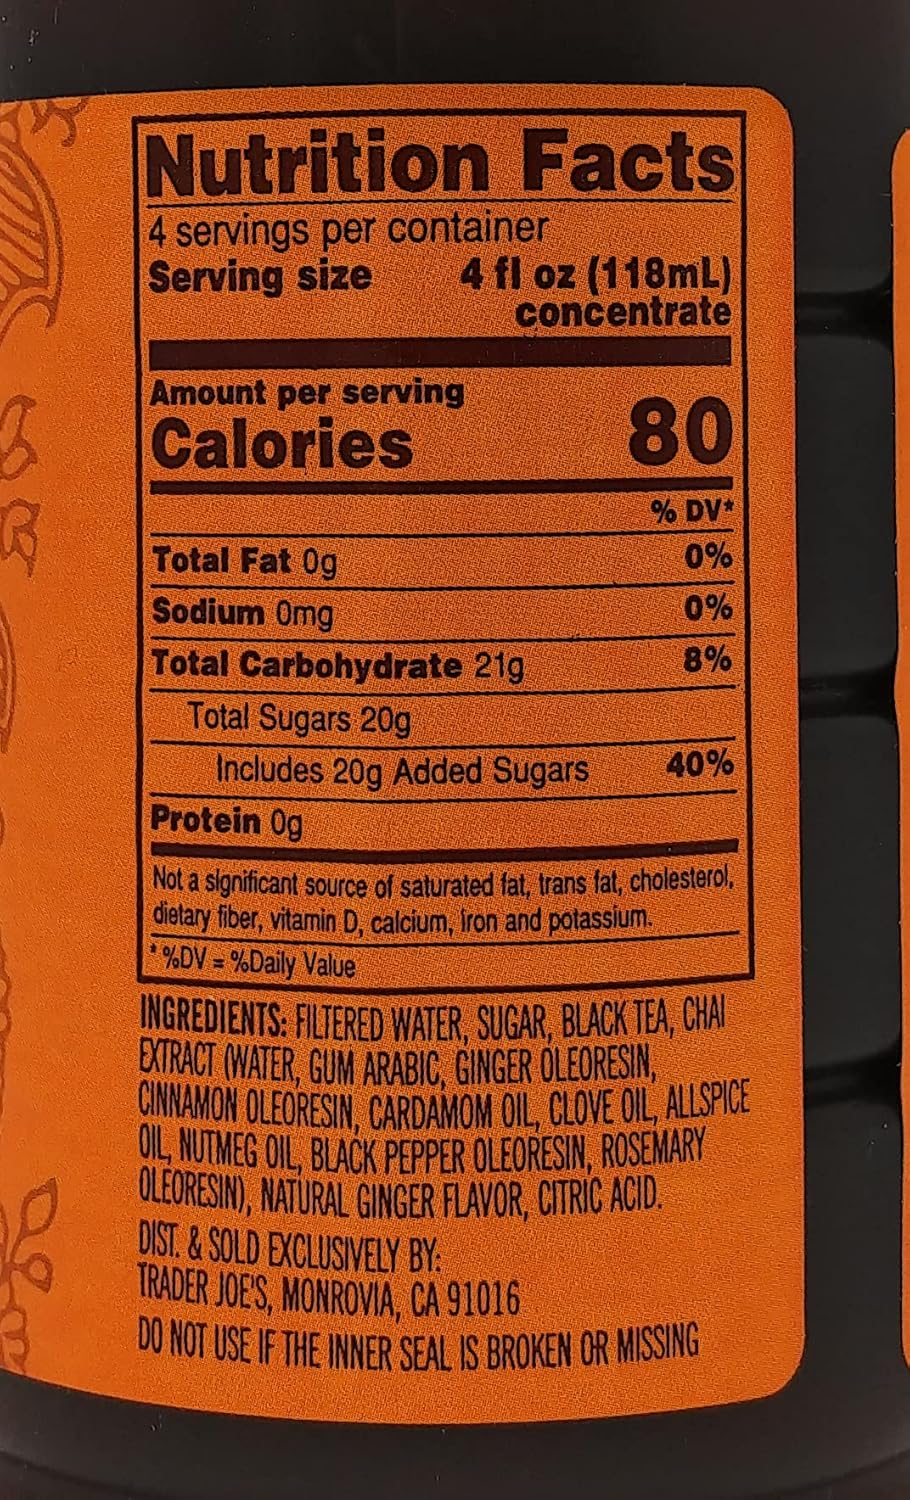 Nutrition Facts
4 servings per container
Serving size 4 fl oz (118mL)
concentrate
Amount per serving
Calories 80
% DV*
Total Fat 0g 0%
Sodium 0mg 0%
Total Carbohydrate 21g 8%
Total Sugars 20g
Includes 20g Added Sugars 40%
Protein 0g
Not a significant source of saturated fat, trans fat, cholesterol,
dietary fiber, vitamin D, calcium, iron and potassium.
*%DV = %Daily Value
INGREDIENTS: FILTERED WATER, SUGAR, BLACK TEA, CHAI
EXTRACT (WATER, GUM ARABIC, GINGER OLEORESIN,
CINNAMON OLEORESIN, CARDAMOM OIL, CLOVE OIL, ALLSPICE
OIL, NUTMEG OIL, BLACK PEPPER OLEORESIN, ROSEMARY
OLEORESIN), NATURAL GINGER FLAVOR, CITRIC ACID.
DIST. & SOLD EXCLUSIVELY BY:
TRADER JOE'S, MONROVIA, CA 91016
DO NOT USE IF THE INNER SEAL IS BROKEN OR MISSING